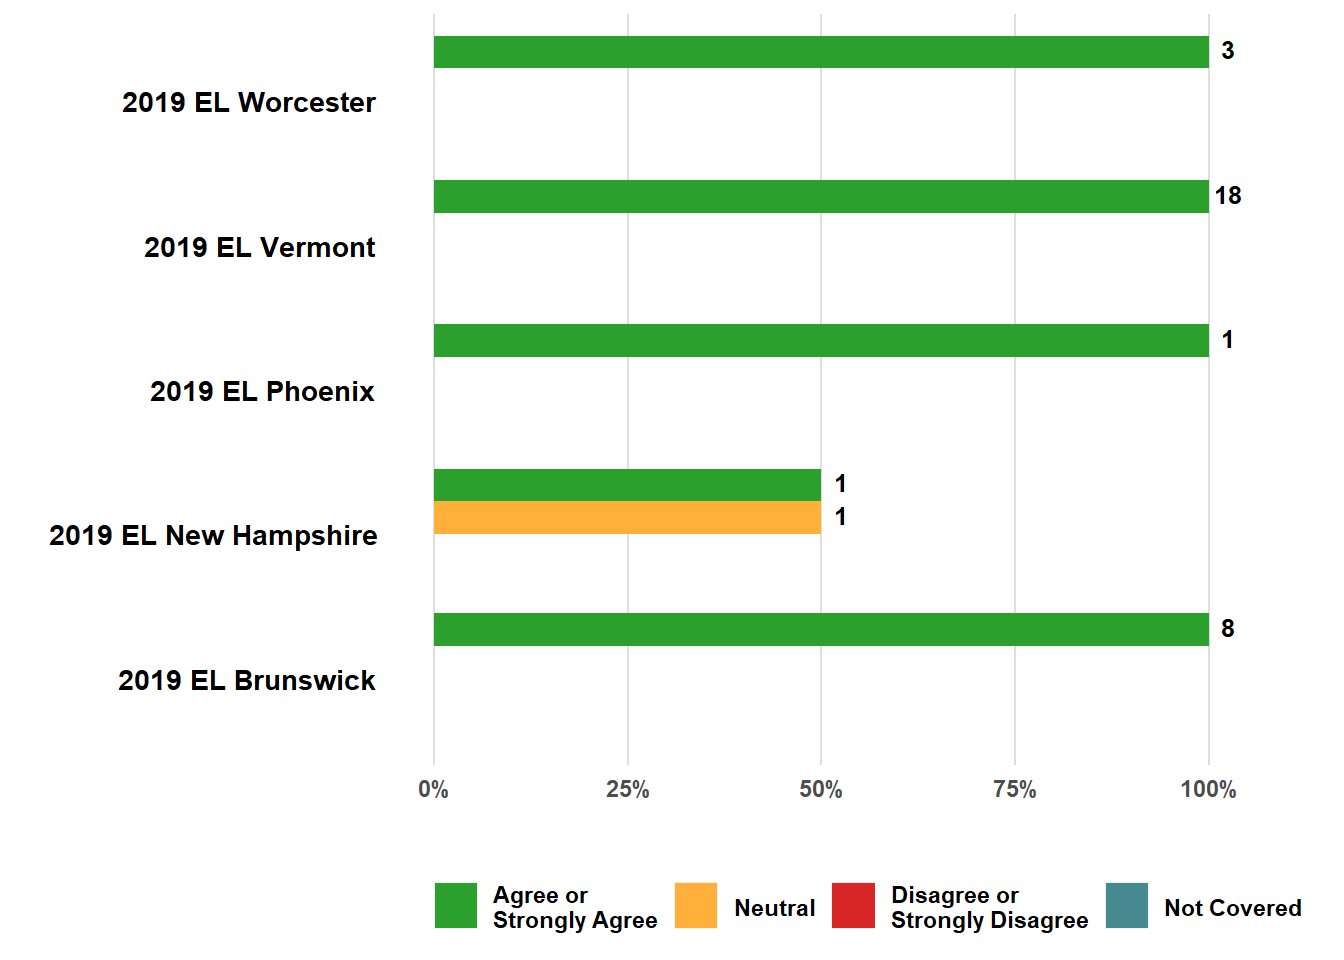 3
2019 EL Worcester
18
2019 EL Vermont
1
2019 EL Phoenix
1
1
2019 EL New Hampshire
8
2019 EL Brunswick
0% 25% 50% 75% 100%
Agree or
Strongly Agree
Neutral
Disagree or
Strongly Disagree
Not Covered